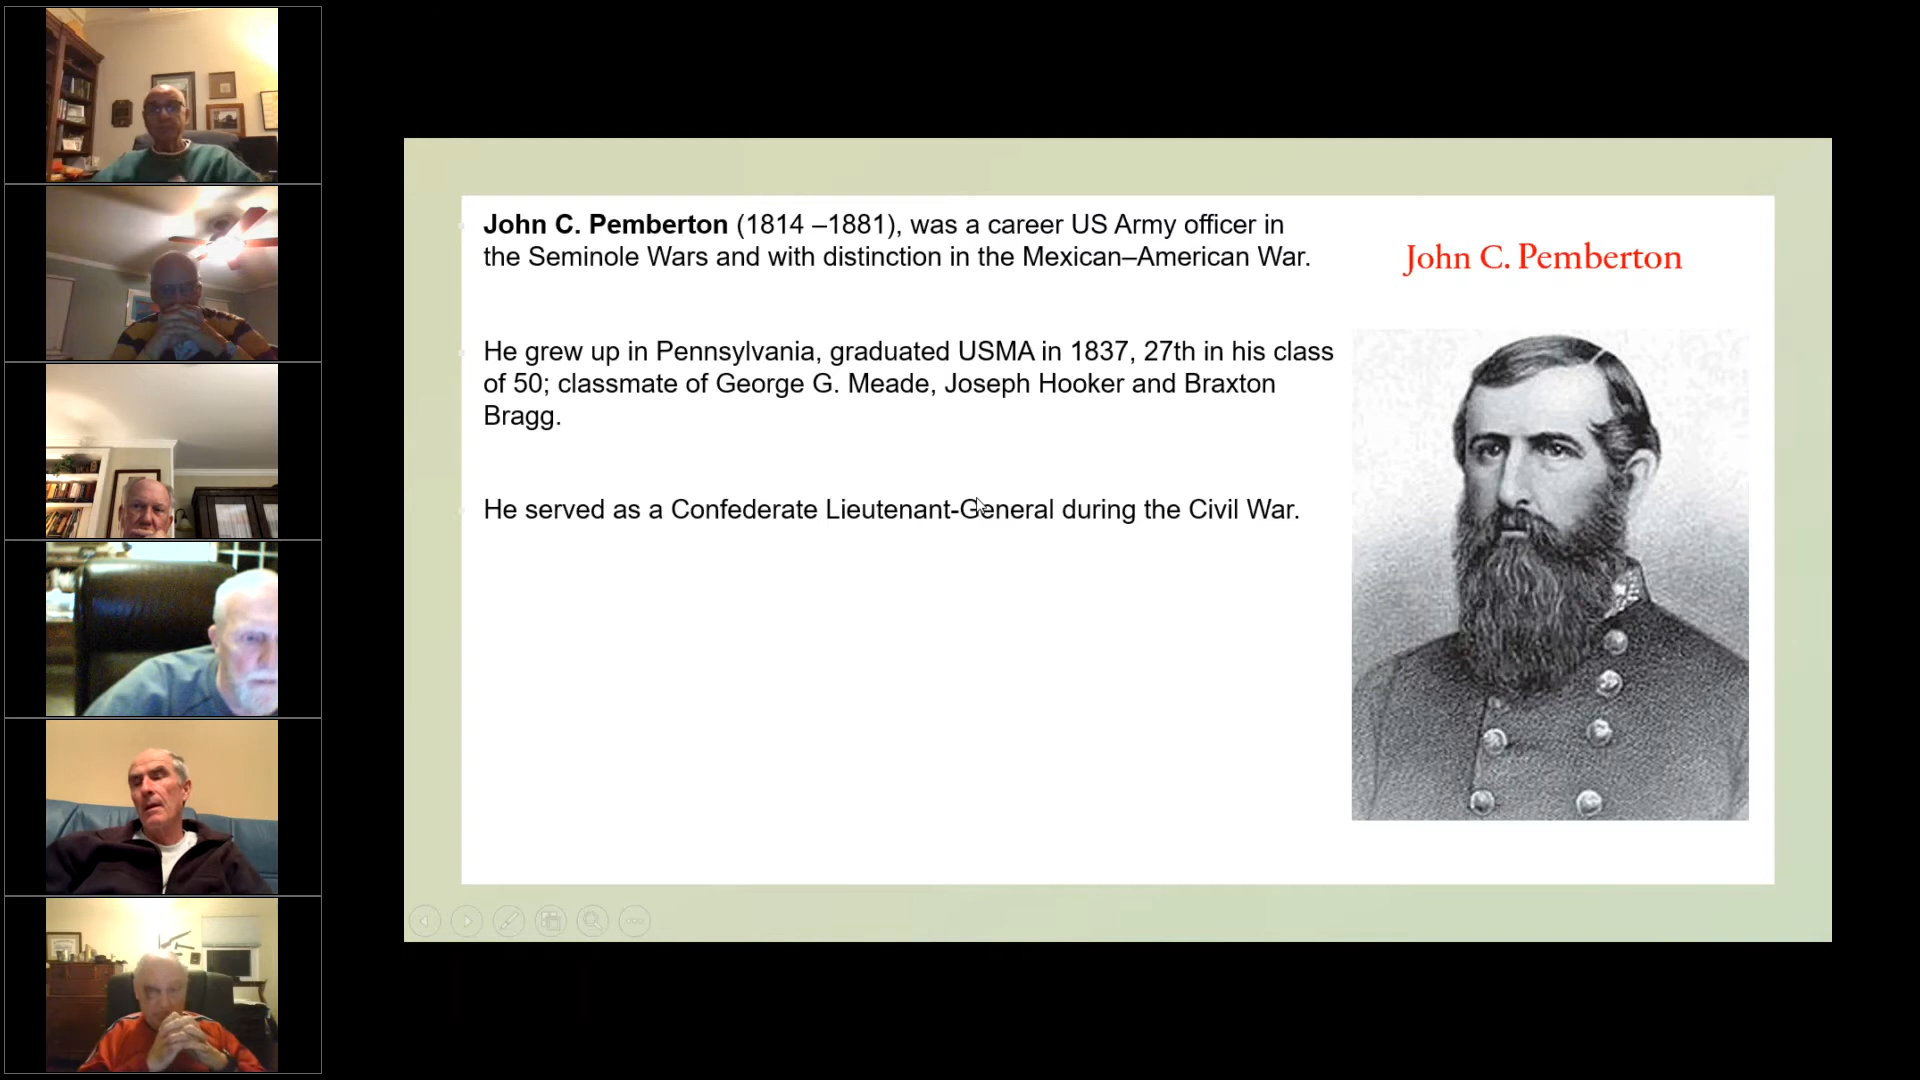 John C. Pemberton (1814 –1881), was a career US Army officer in
the Seminole Wars and with distinction in the Mexican–American War.
John C. Pemberton
He grew up in Pennsylvania, graduated USMA in 1837, 27th in his class
of 50; classmate of George G. Meade, Joseph Hooker and Braxton
Bragg.
He served as a Confederate Lieutenant-General during the Civil War.